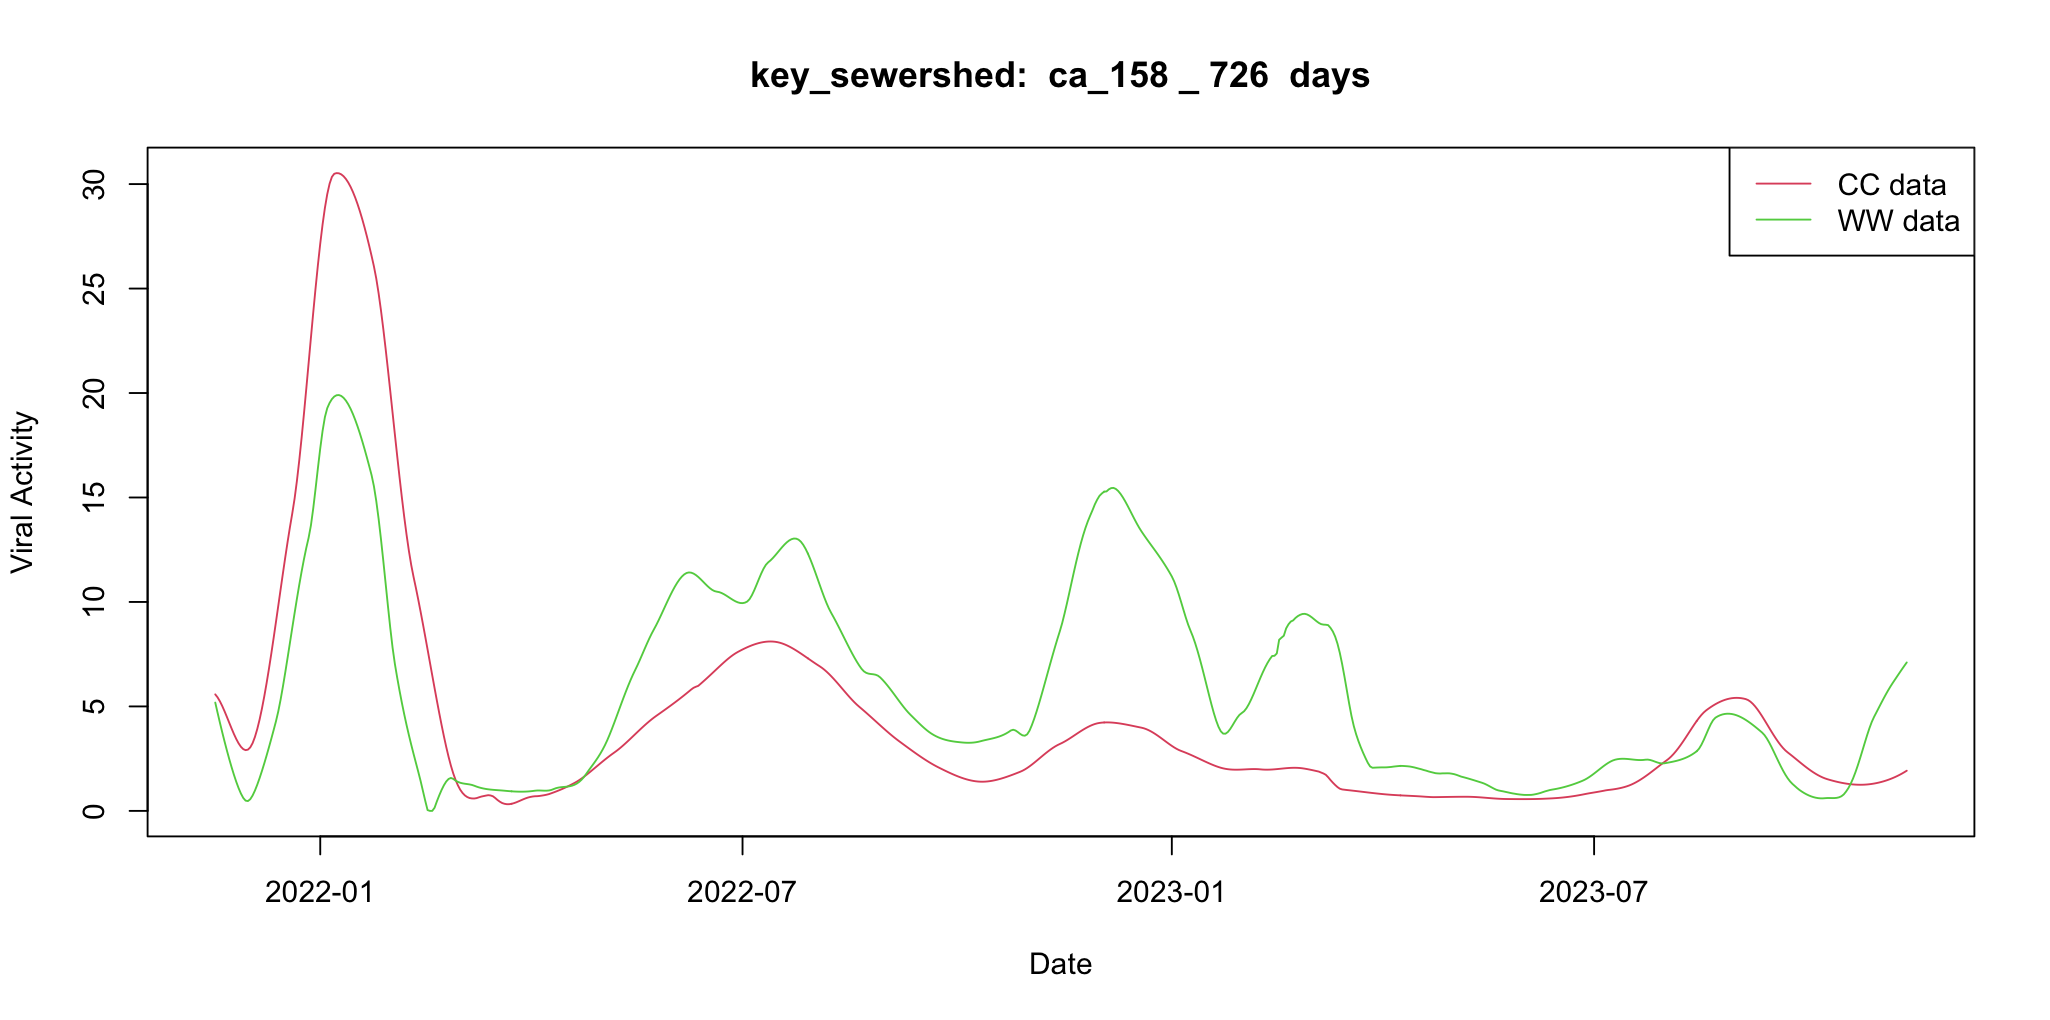 key_sewershed:  ca_158 _ 726  days
CC data
WW data
Viral Activity
30
25
20
15
10
5
0
2022-01
2022-07
2023-01
2023-07
Date